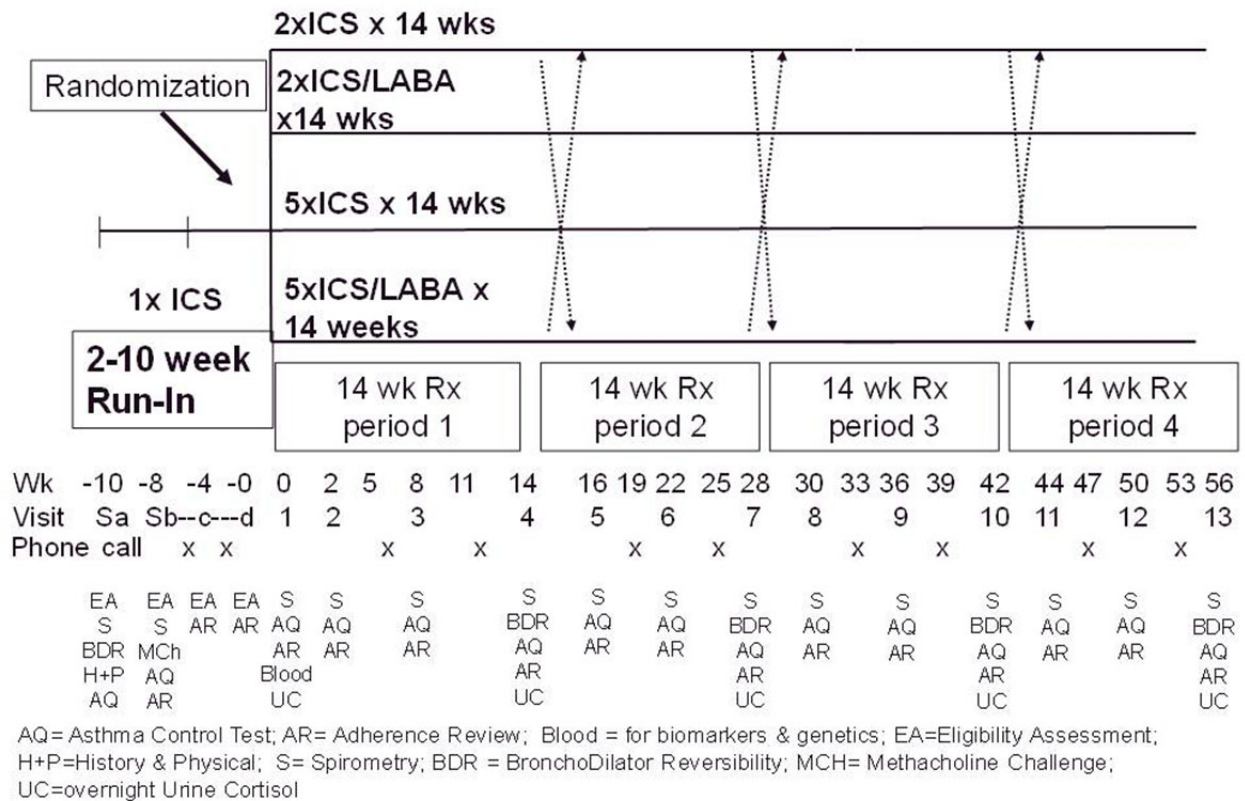 2xICS x 14 wks
Randomization
2xICS/LABA
x14 wks
5xICS x 14 wks
1x ICS
5xICS/LABA x
14 weeks
2-10 week
Run-In
14 wk Rx
period 1
14 wk Rx
period 2
14 wk Rx
period 3
14 wk Rx
period 4
Wk -10 -8 -4 -0 0 2 5 8 11 14 16 19 22 25 28 30 33 36 39 42 44 47 50 53 56
Visit Sa Sb--c---d 1 2 3 4 5 6 7 8 9 10 11 12 13
Phone call x x x x x x x x x x
EA EA EA EA S S S S S S S S S S S S S
S S AR AR AQ AQ AQ BDR AQ AQ BDR AQ AQ BDR AQ AQ BDR
BDR MCh AR AR AR AQ AR AR AQ AR AR AQ AR AR AQ
H+P AQ Blood AR AR AR AR
AQ AR UC UC UC UC UC
AQ= Asthma Control Test; AR= Adherence Review; Blood = for biomarkers & genetics; EA=Eligibility Assessment;
H+P=History & Physical; S= Spirometry; BDR = BronchoDilator Reversibility; MCH= Methacholine Challenge;
UC=overnight Urine Cortisol